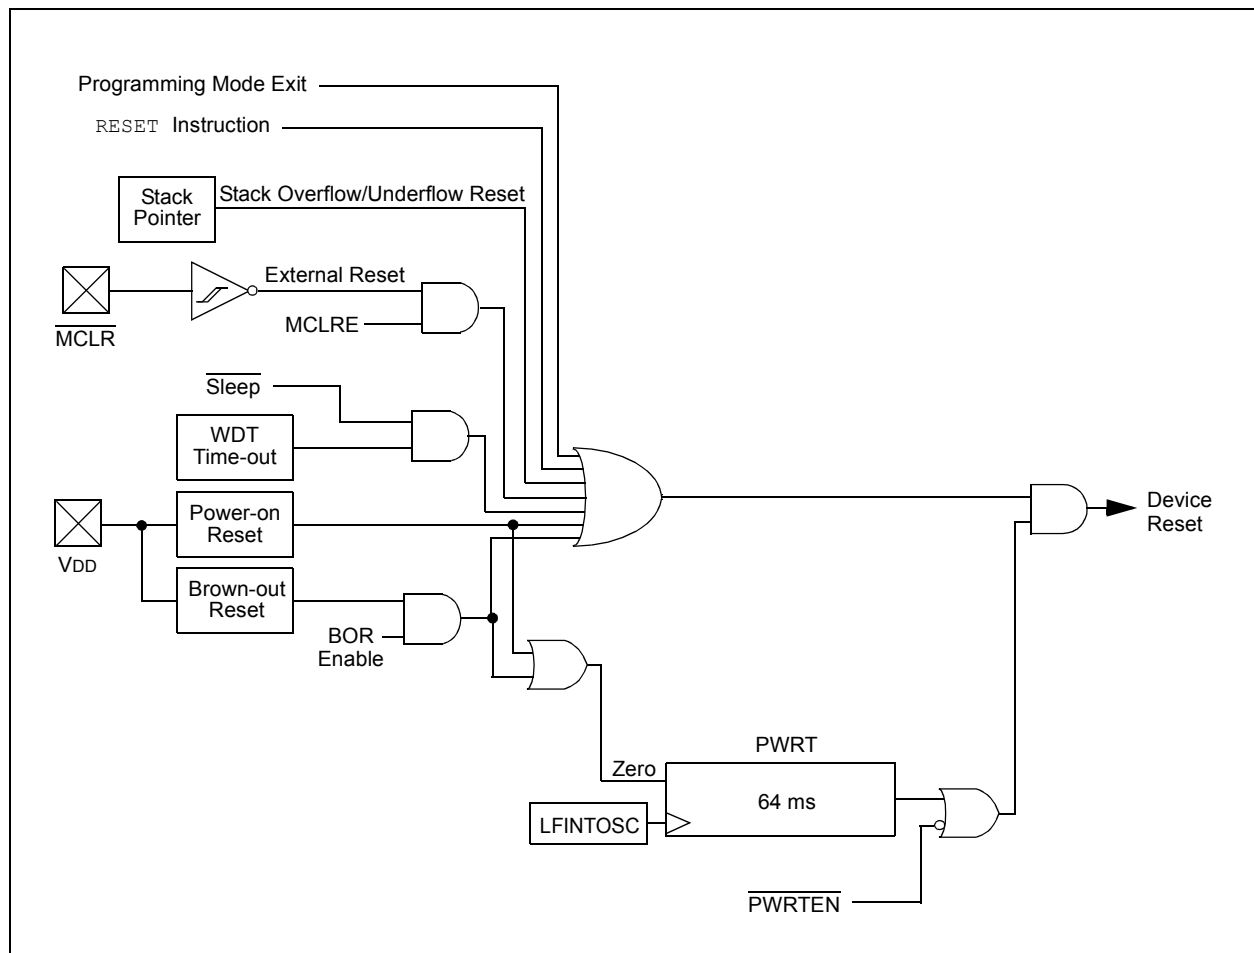 Programming Mode Exit
RESET Instruction
Stack
Pointer
Stack Overflow/Underflow Reset
External Reset
MCLR
MCLRE
Sleep
WDT
Time-out
VDD
Power-on
Reset
Brown-out
Reset
BOR
Enable
Device
Reset
PWRT
Zero
64 ms
LFINTOSC
PWRTEN